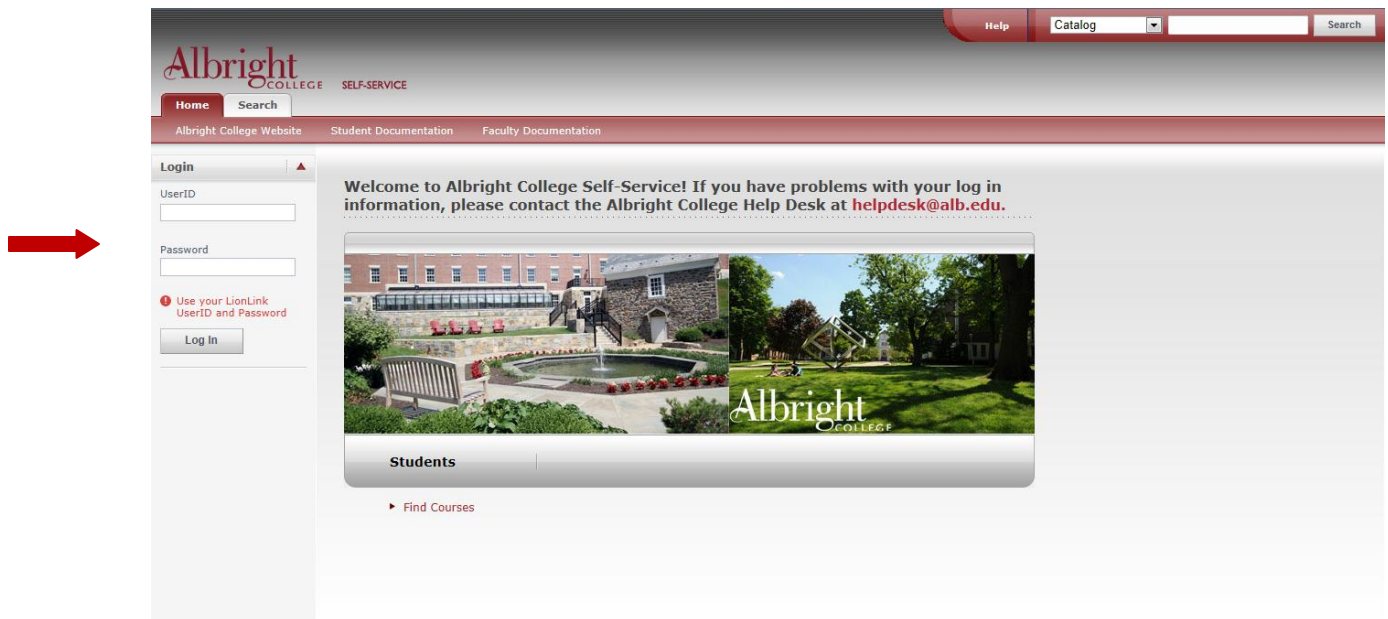 Help
Catalog
Search
Albright
COLLEGE SELF-SERVICE
Home Search
Albright College Website Student Documentation Faculty Documentation
Login
UserID
Password
Use your LionLink
UserID and Password
Log In
Welcome to Albright College Self-Service! If you have problems with your log in
information, please contact the Albright College Help Desk at helpdesk@alb.edu.
Albright
COLLEGE
Students
Find Courses